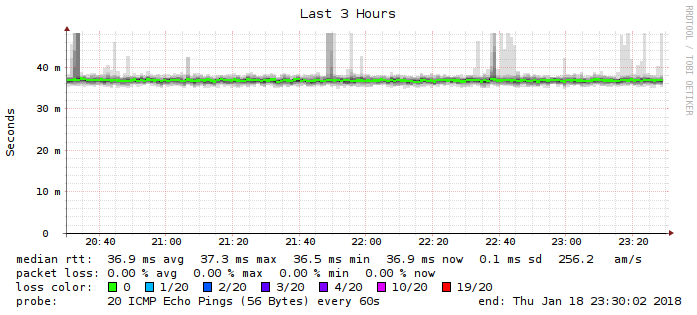 Last 3 Hours
RRDTOOL / TOBI OETIKER
Seconds
40 m
30 m
20 m
10 m
0
20:40 21:00 21:20 21:40 22:00 22:20 22:40 23:00 23:20
median rtt: 36.9 ms avg 37.3 ms max 36.5 ms min 36.9 ms now 0.1 ms sd 256.2 am/s
packet loss: 0.00 % avg 0.00 % max 0.00 % min 0.00 % now
loss color: 0 1/20 2/20 3/20 4/20 10/20 19/20
probe: 20 ICMP Echo Pings (56 Bytes) every 60s end: Thu Jan 18 23:30:02 2018